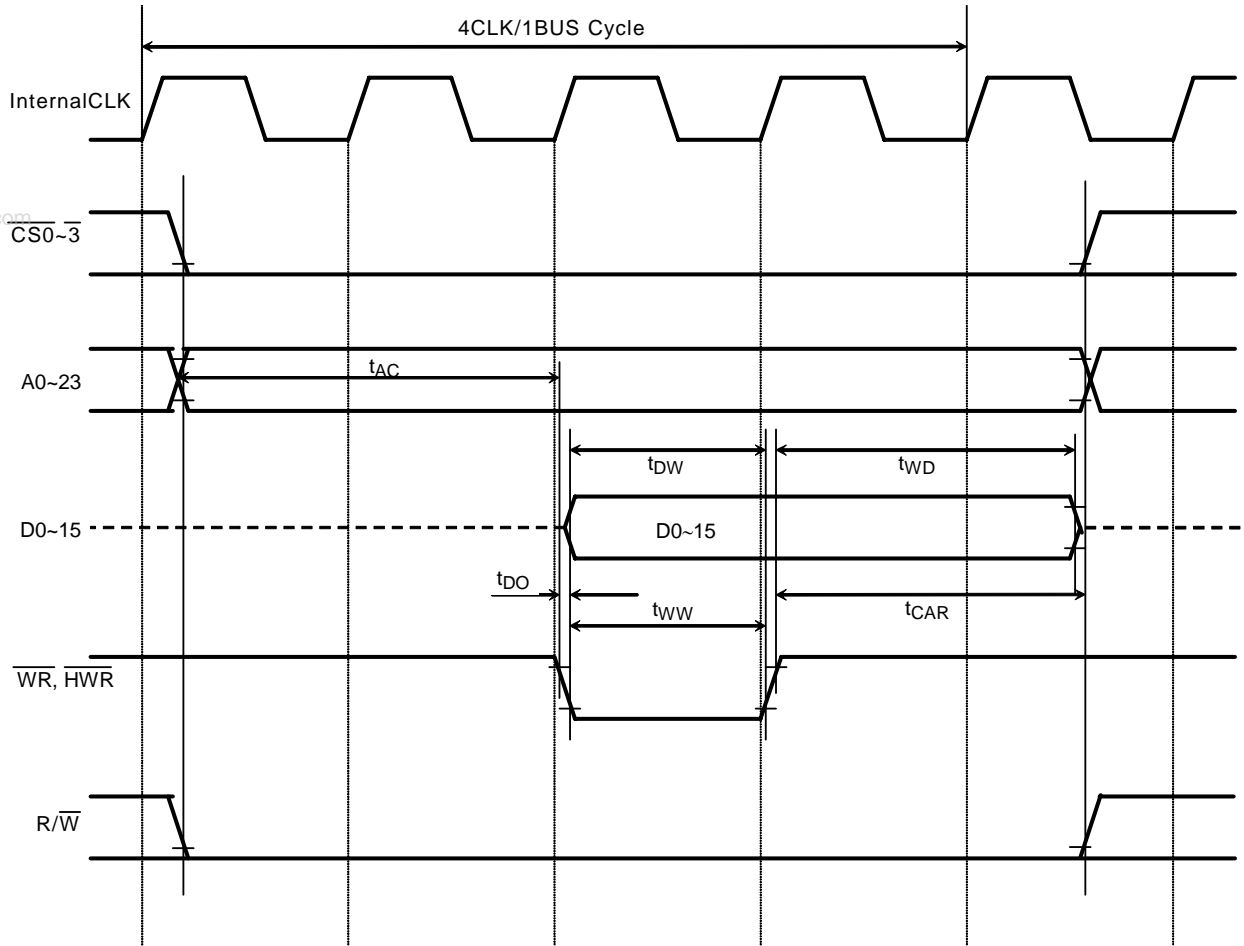 4CLK/1BUS Cycle
InternalCLK
com
CS0~3
A0~23
tAC
tDW
tWD
D0~15
D0~15
tDO
tWW
tCAR
WR, HWR
R/W